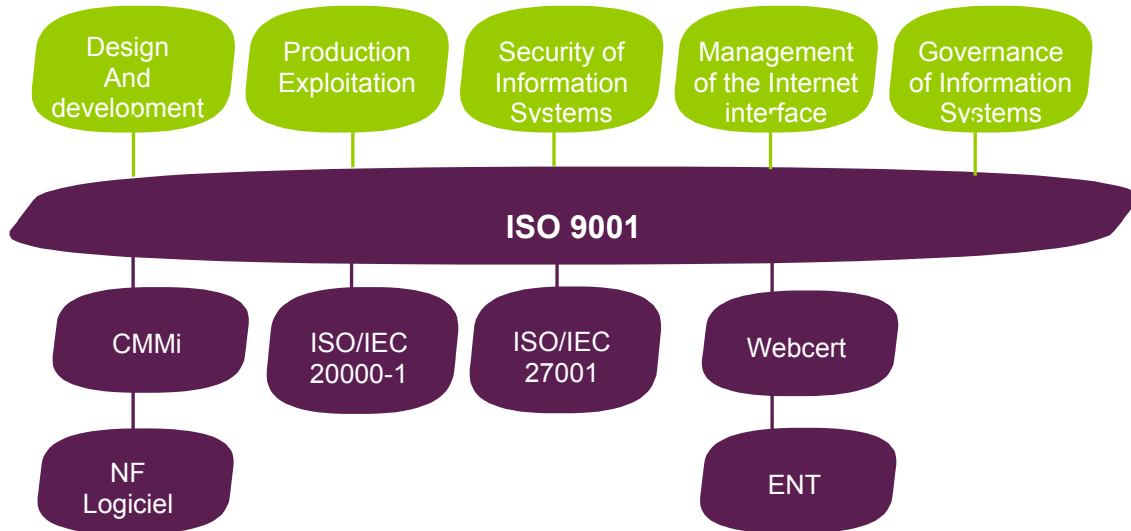 Design
And
development
Production
Exploitation
Security of
Information
Systems
Management
of the Internet
interface
Governance
of Information
Systems
ISO 9001
CMMi
ISO/IEC
20000-1
ISO/IEC
27001
Webcert
NF
Logiciel
ENT